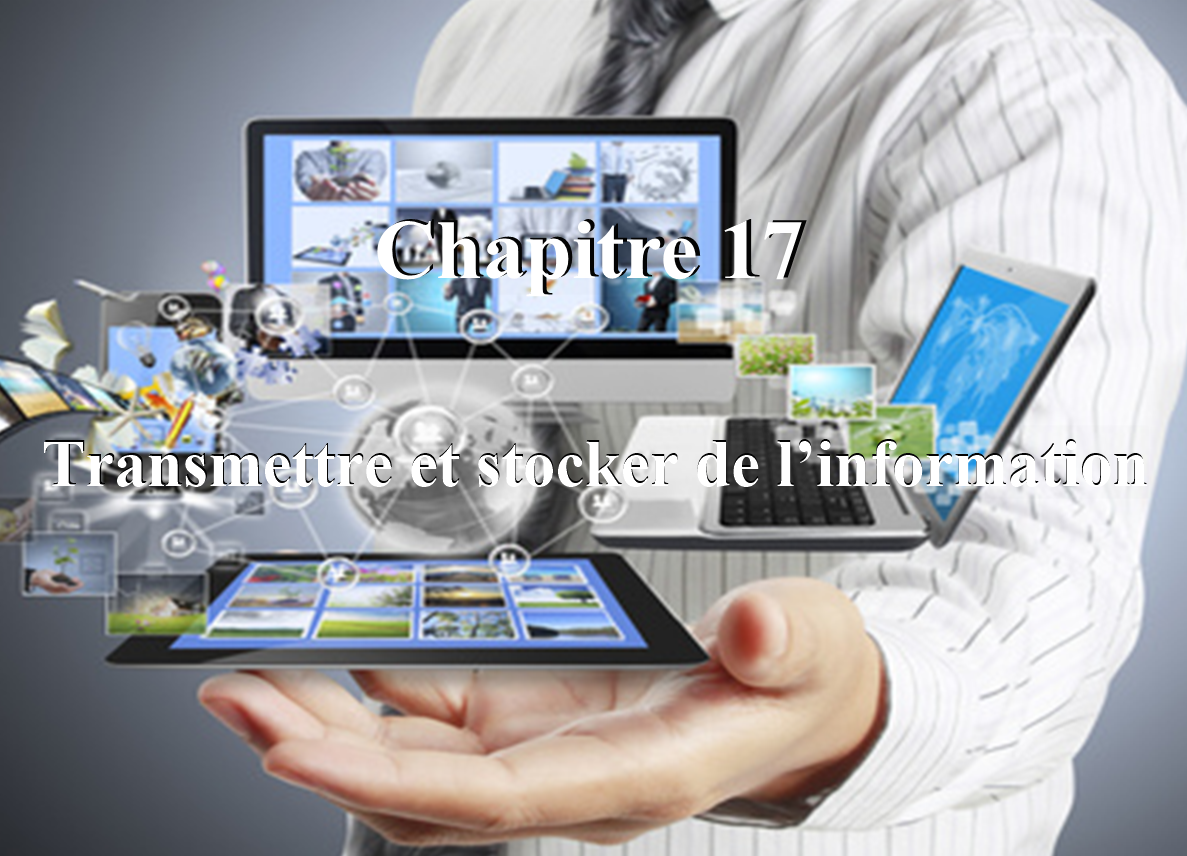 Chapitre 17
Transmettre et stocker de l’information